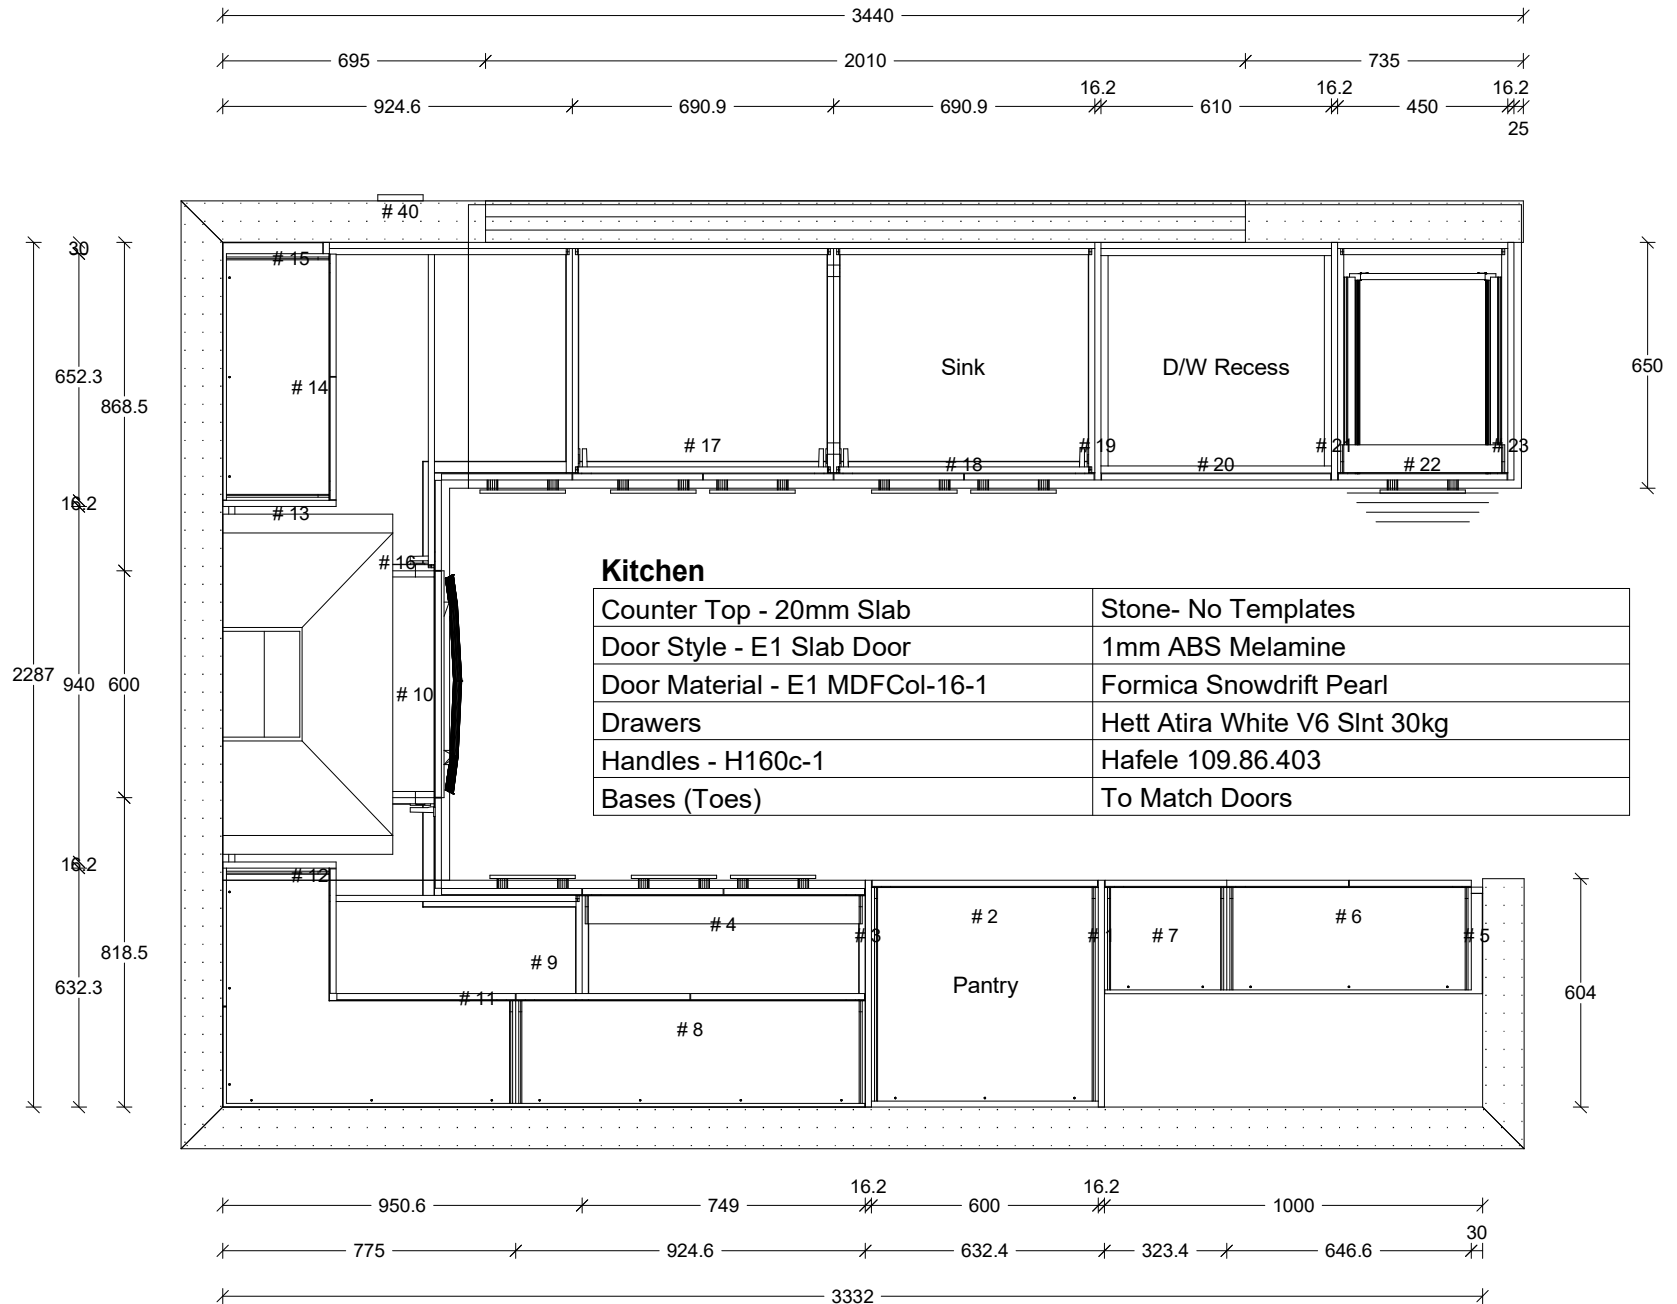 3440
695 2010 735
16.2 16.2 16.2
924.6 690.9 690.9 610 450
25
# 40
30
# 15
652.3
868.5
# 14
Sink
D/W Recess
650
# 17
# 18
# 19
# 20
# 21
# 22
# 23
16.2
# 13
# 16
Kitchen
Counter Top - 20mm Slab Stone- No Templates
Door Style - E1 Slab Door 1mm ABS Melamine
Door Material - E1 MDFCol-16-1 Formica Snowdrift Pearl
Drawers Hett Atira White V6 Slnt 30kg
Handles - H160c-1 Hafele 109.86.403
Bases (Toes) To Match Doors
2287 940 600
# 10
16.2
# 12
# 2
# 6
# 4
# 3
# 1
# 7
# 5
818.5
# 9
632.3
# 11
Pantry
604
# 8
16.2 16.2
950.6 749 600 1000
30
775 924.6 632.4 323.4 646.6
3332